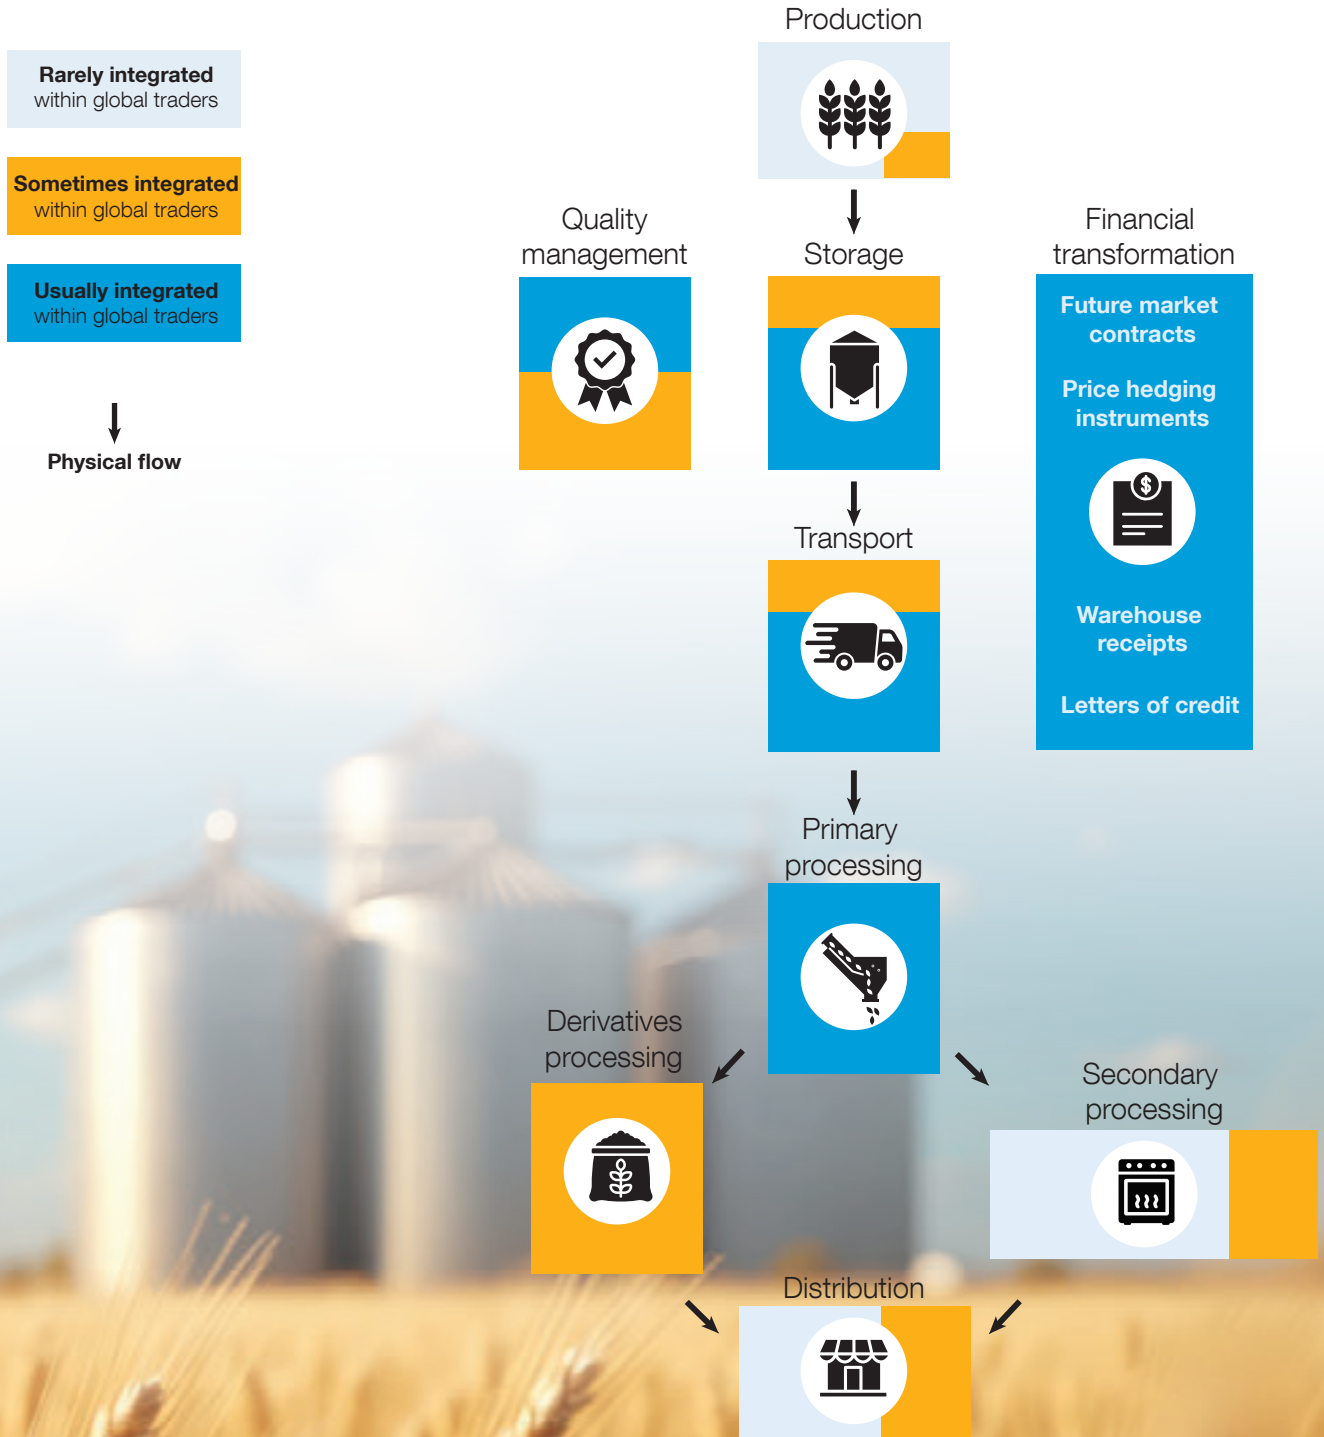 Production
Rarely integrated
within global traders
Sometimes integrated
within global traders
Usually integrated
within global traders
Physical flow
Quality
management
Storage
Financial
transformation
Future market
contracts
Price hedging
instruments
Warehouse
receipts
Letters of credit
Transport
Primary
processing
Derivatives
processing
Secondary
processing
Distribution